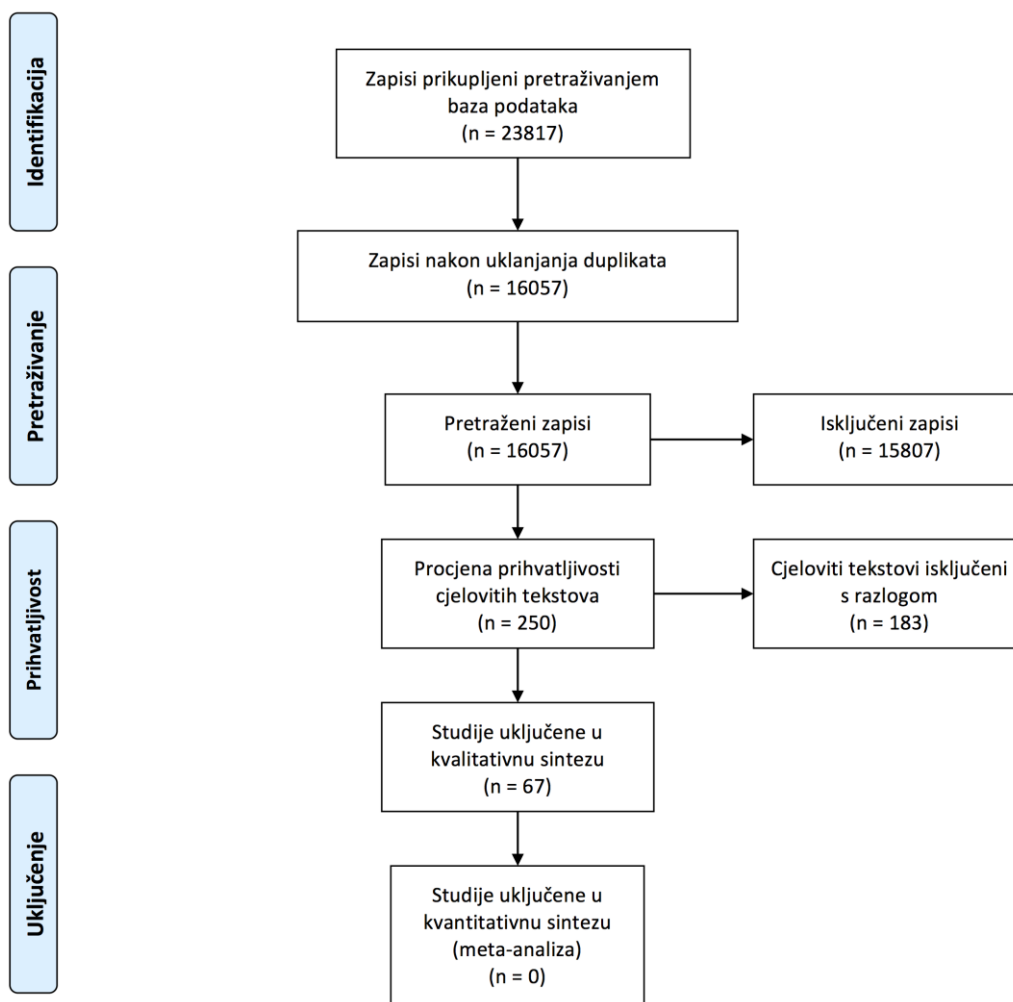 Identifikacija
Zapisi prikupljeni pretraživanjem
baza podataka
(n = 23817)
Zapisi nakon uklanjanja duplikata
(n = 16057)
Pretraživanje
Pretraženi zapisi
(n = 16057)
Isključeni zapisi
(n = 15807)
Prihvatljivost
Procjena prihvatljivosti
cjelovitih tekstova
(n = 250)
Cjeloviti tekstovi isključeni
s razlogom
(n = 183)
Studije uključene u
kvalitativnu sintezu
(n = 67)
Uključenje
Studije uključene u
kvantitativnu sintezu
(meta-analiza)
(n = 0)